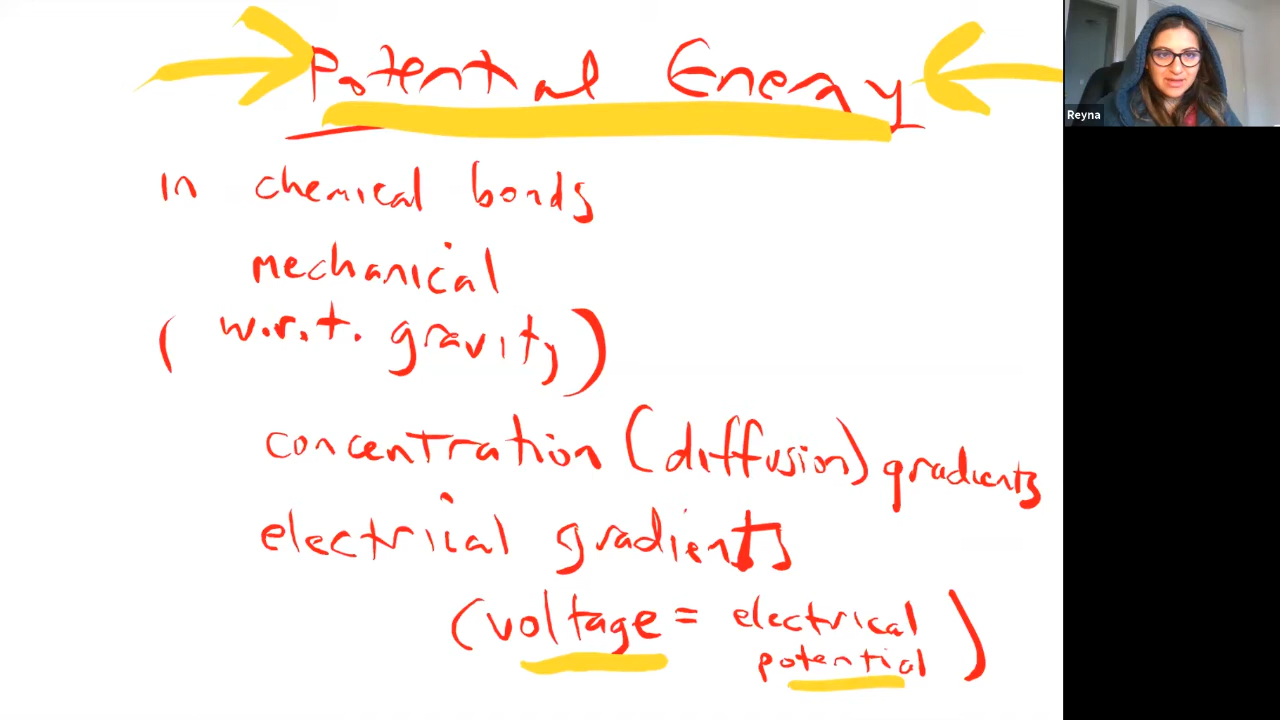 Potential Energy
in chemical bonds
mechanical
(w.r.t. gravity)
concentration (diffusion) gradients
electrical gradients
(voltage = electrical
potential)
Reyna